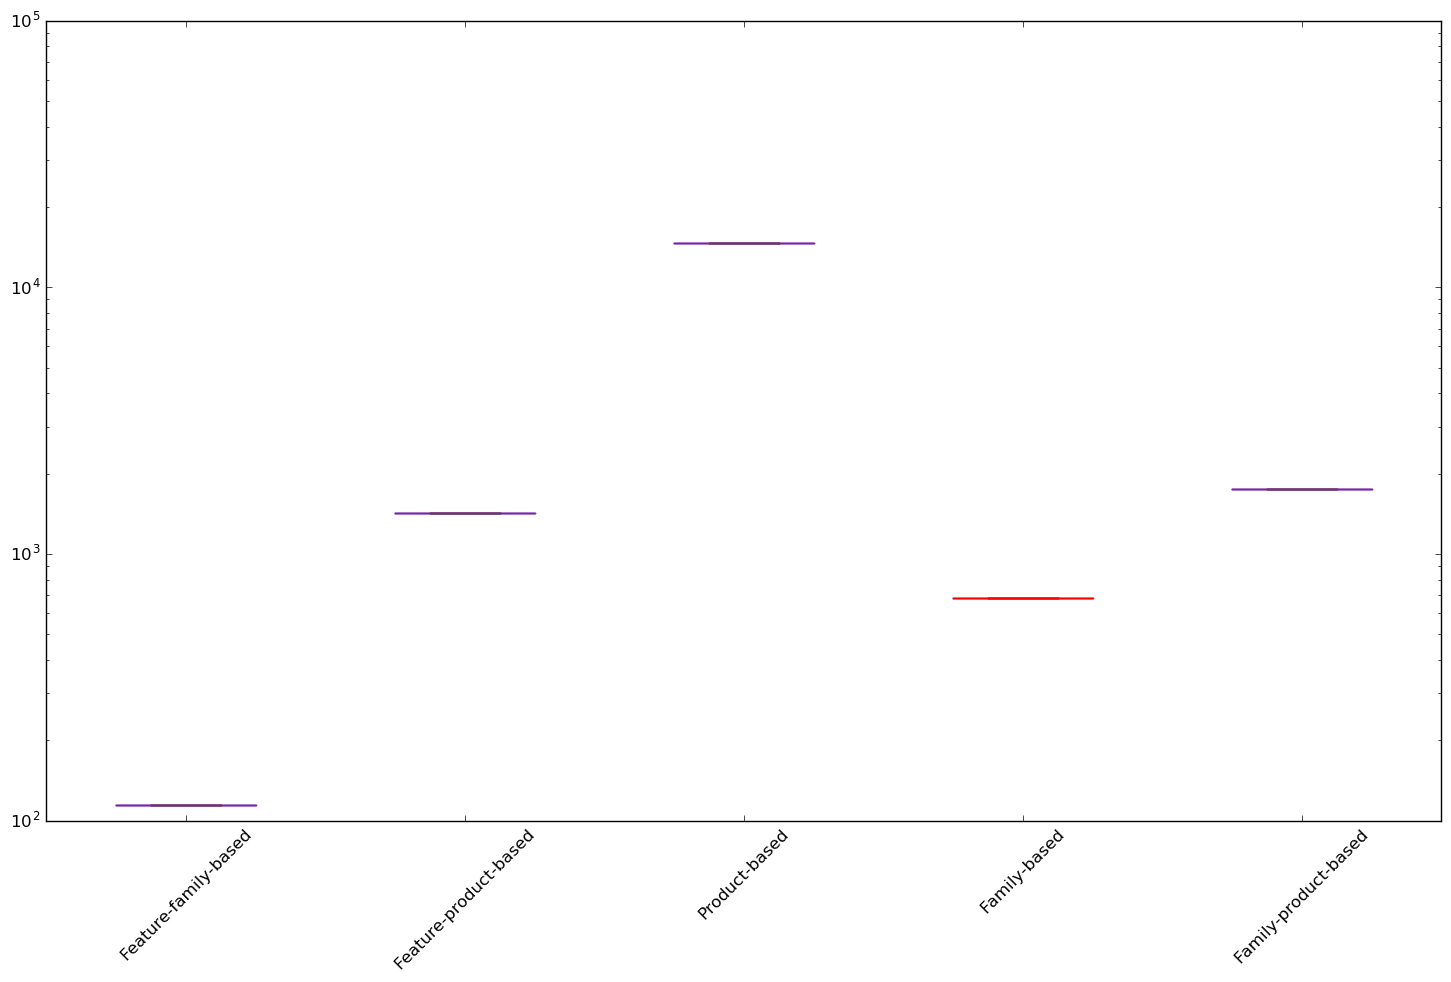 10^5
10^4
10^3
10^2
Feature-family-based
Feature-product-based
Product-based
Family-based
Family-product-based